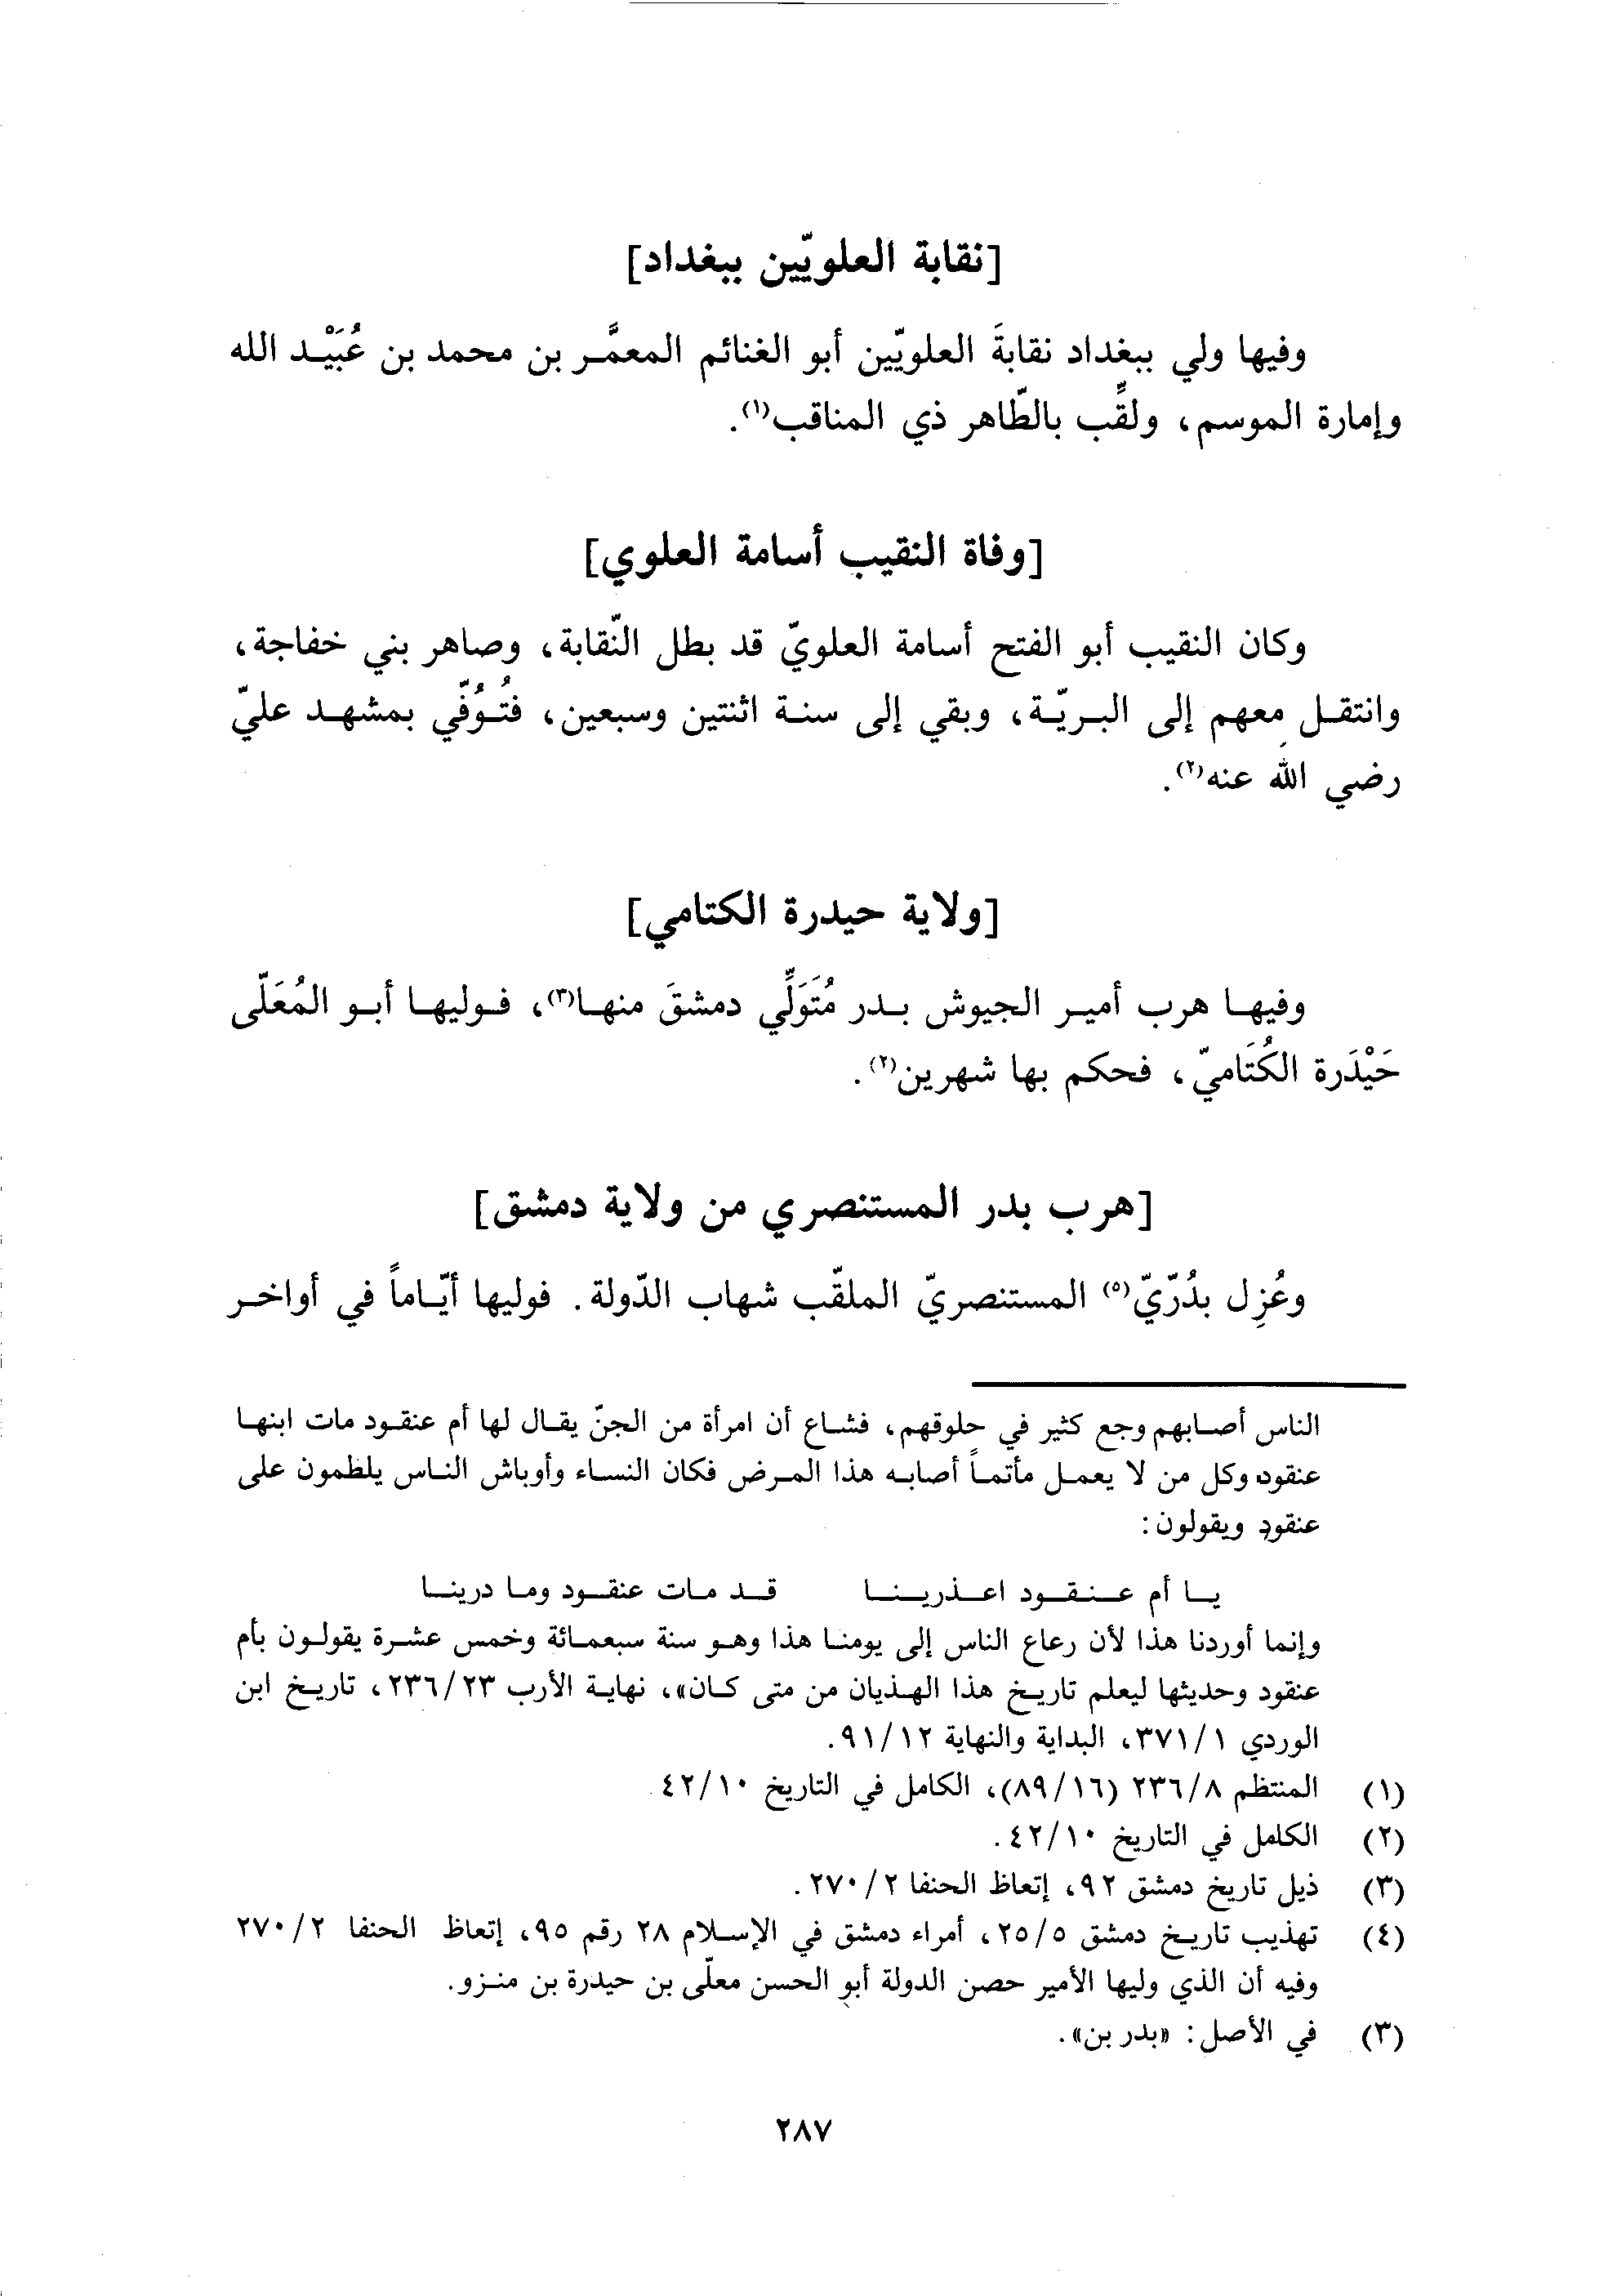 [نقابة العلويّين ببغداد]
وفيها ولي ببغداد نقابةَ العلويّين أبو الغنائم المعمَّر بن محمد بن عُبَيْد الله
وإمارة الموسم، ولقِّب بالطّاهر ذي المناقب(١).
[وفاة النقيب أسامة العلوي]
وكان النقيب أبو الفتح أسامة العلويّ قد بطل النّقابة، وصاهر بني خفاجة،
وانتقل معهم إلى البريّة، وبقي إلى سنة اثنتين وسبعين، فتُوُفّي بمشهد عليّ
رضي الله عنه(٢).
[ولاية حيدرة الكتامي]
وفيها هرب أمير الجيوش بدر مُتَوَلِّي دمشقَ منها(٣)، فوليها أبو المُعَلّى
حَيْدَرة الكُتَاميّ، فحكم بها شهرين(٢).
[هرب بدر المستنصري من ولاية دمشق]
وعُزِل بدُرّيّ(٥) المستنصريّ الملقّب شهاب الدّولة. فوليها أيّاماً في أواخر
الناس أصابهم وجع كثير في حلوقهم، فشاع أن امرأة من الجنّ يقال لها أم عنقود مات ابنها
عنقود وكل من لا يعمل مأتماً أصابه هذا المرض فكان النساء وأوباش الناس يلطمون على
عنقود ويقولون:
يا أم عنقود اعذرينا قد مات عنقود وما درينا
وإنما أوردنا هذا لأن رعاع الناس إلى يومنا هذا وهو سنة سبعمائة وخمس عشرة يقولون بأم
عنقود وحديثها ليعلم تاريخ هذا الهذيان من متى كان»، نهاية الأرب ٢٣٦/٢٣، تاريخ ابن
الوردي ٣٧١/١، البداية والنهاية ٩١/١٢.
(١) المنتظم ٢٣٦/٨ (٨٩/١٦)، الكامل في التاريخ ٤٢/١٠.
(٢) الكامل في التاريخ ٤٢/١٠.
(٣) ذيل تاريخ دمشق ٩٢، إتعاظ الحنفا ٢٧٠/٢.
(٤) تهذيب تاريخ دمشق ٢٥/٥، أمراء دمشق في الإسلام ٢٨ رقم ٩٥، إتعاظ الحنفا ٢٧٠/٢
وفيه أن الذي وليها الأمير حصن الدولة أبو الحسن معلّى بن حيدرة بن منزو.
(٣) في الأصل: «بدر بن».
٢٨٧